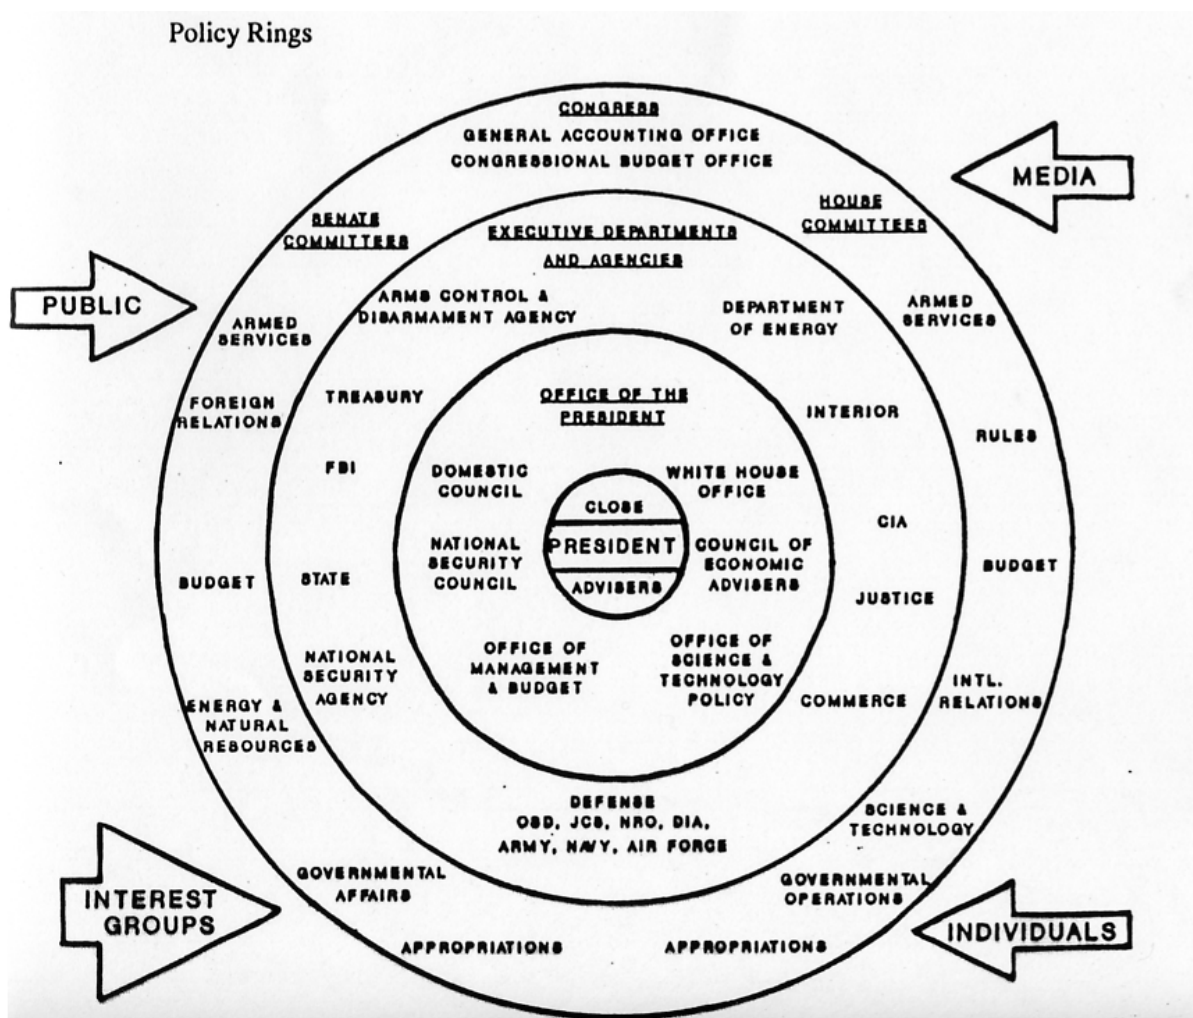 Policy Rings
CONGRESS
GENERAL ACCOUNTING OFFICE
CONGRESSIONAL BUDGET OFFICE
MEDIA
SENATE
COMMITTEES
HOUSE
COMMITTEES
EXECUTIVE DEPARTMENTS
AND AGENCIES
PUBLIC
ARMS CONTROL &
DISARMAMENT AGENCY
DEPARTMENT
OF ENERGY
ARMED
SERVICES
ARMED
SERVICES
FOREIGN
RELATIONS
TREASURY
OFFICE OF THE
PRESIDENT
INTERIOR
RULES
FBI
DOMESTIC
COUNCIL
WHITE HOUSE
OFFICE
CLOSE
PRESIDENT
ADVISERS
CIA
NATIONAL
SECURITY
COUNCIL
COUNCIL OF
ECONOMIC
ADVISERS
BUDGET
STATE
JUSTICE
BUDGET
OFFICE OF
MANAGEMENT
& BUDGET
OFFICE OF
SCIENCE &
TECHNOLOGY
POLICY
NATIONAL
SECURITY
AGENCY
COMMERCE
INTL.
RELATIONS
ENERGY &
NATURAL
RESOURCES
DEFENSE
OSD, JCS, NRO, DIA,
ARMY, NAVY, AIR FORCE
SCIENCE &
TECHNOLOGY
GOVERNMENTAL
AFFAIRS
GOVERNMENTAL
OPERATIONS
INTEREST
GROUPS
INDIVIDUALS
APPROPRIATIONS
APPROPRIATIONS